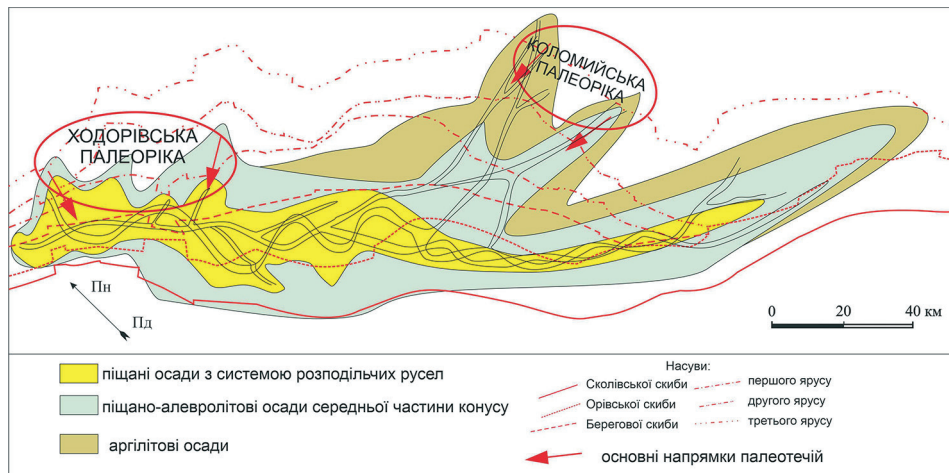 КОЛОМИЙСЬКА
ПАЛЕОРІКА
ХОДОРІВСЬКА
ПАЛЕОРІКА
Пн
Пд
0 20 40 км
піщані осади з системою розподільчих русел
піщано-алевролітові осади середньої частини конусу
аргілітові осади
Насуви:
Сколівської скиби
Орівської скиби
Берегової скиби
першого ярусу
другого ярусу
третього ярусу
основні напрямки палеотечій